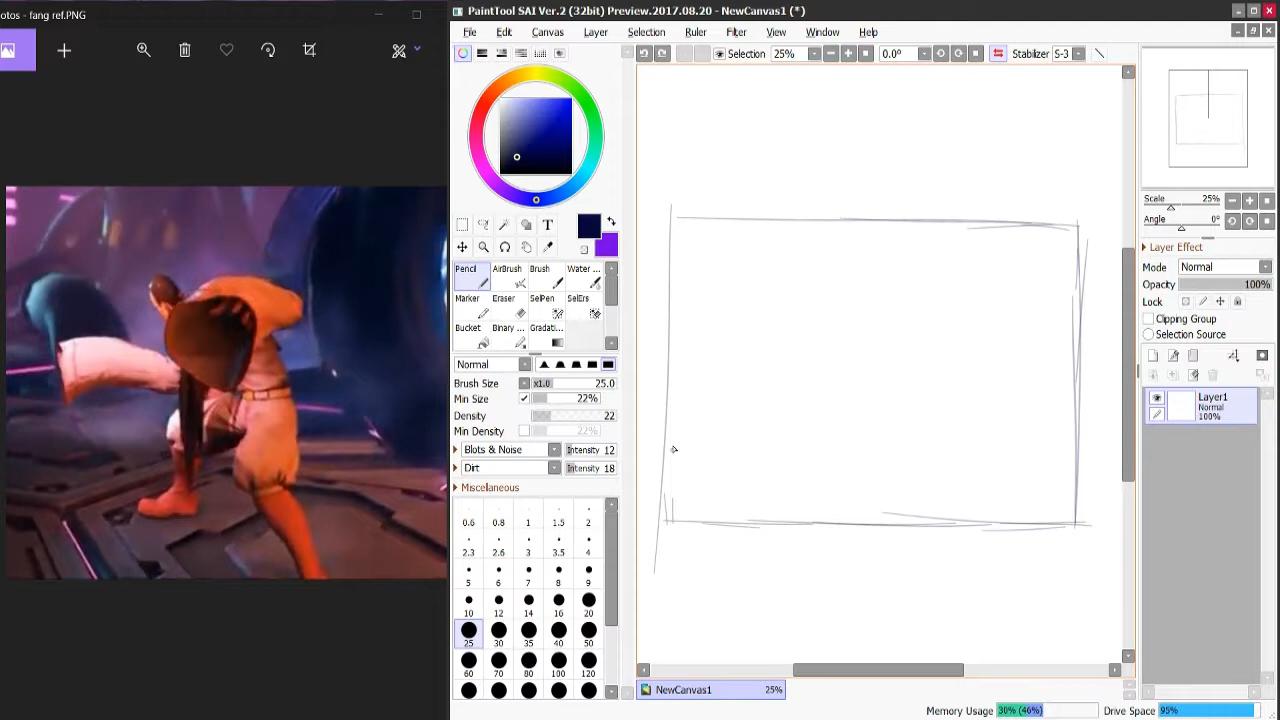 otos - fang ref.PNG
PaintTool SAI Ver.2 (32bit) Preview.2017.08.20 - NewCanvas1 (*)
File Edit Canvas Layer Selection Ruler Filter View Window Help
Selection 25% 0.0º Stabilizer S-3
T
Pencil AirBrush Brush Water ...
Marker Eraser SelPen SelErs
Bucket Binary ... Gradati...
Normal
Brush Size x1.0 25.0
Min Size 22%
Density 22
Min Density 22%
Blots & Noise Intensity 12
Dirt Intensity 18
Miscellaneous
0.6 0.8 1 1.5 2
2.3 2.6 3 3.5 4
5 6 7 8 9
10 12 14 16 20
25 30 35 40 50
60 70 80 100 120
Scale 25%
Angle 0º
Layer Effect
Mode Normal
Opacity 100%
Lock
Clipping Group
Selection Source
Layer1
Normal
100%
NewCanvas1 25%
Memory Usage 30% (46%) Drive Space 95%